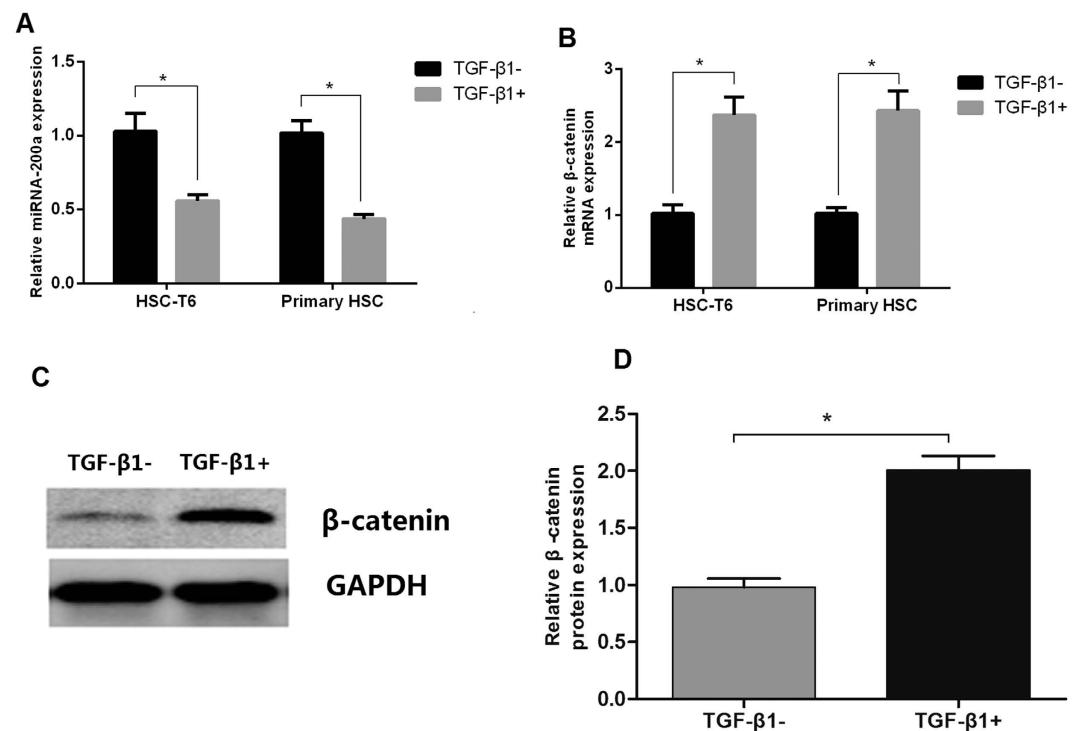 A
Relative miRNA-200a expression
1.5
1.0
0.5
0.0
*
*
HSC-T6
Primary HSC
TGF-β1-
TGF-β1+
B
Relative β-catenin
mRNA expression
3
2
1
0
*
*
HSC-T6
Primary HSC
TGF-β1-
TGF-β1+
C
TGF-β1- TGF-β1+
β-catenin
GAPDH
D
Relative β -catenin
protein expression
2.5
2.0
1.5
1.0
0.5
0.0
*
TGF-β1-
TGF-β1+